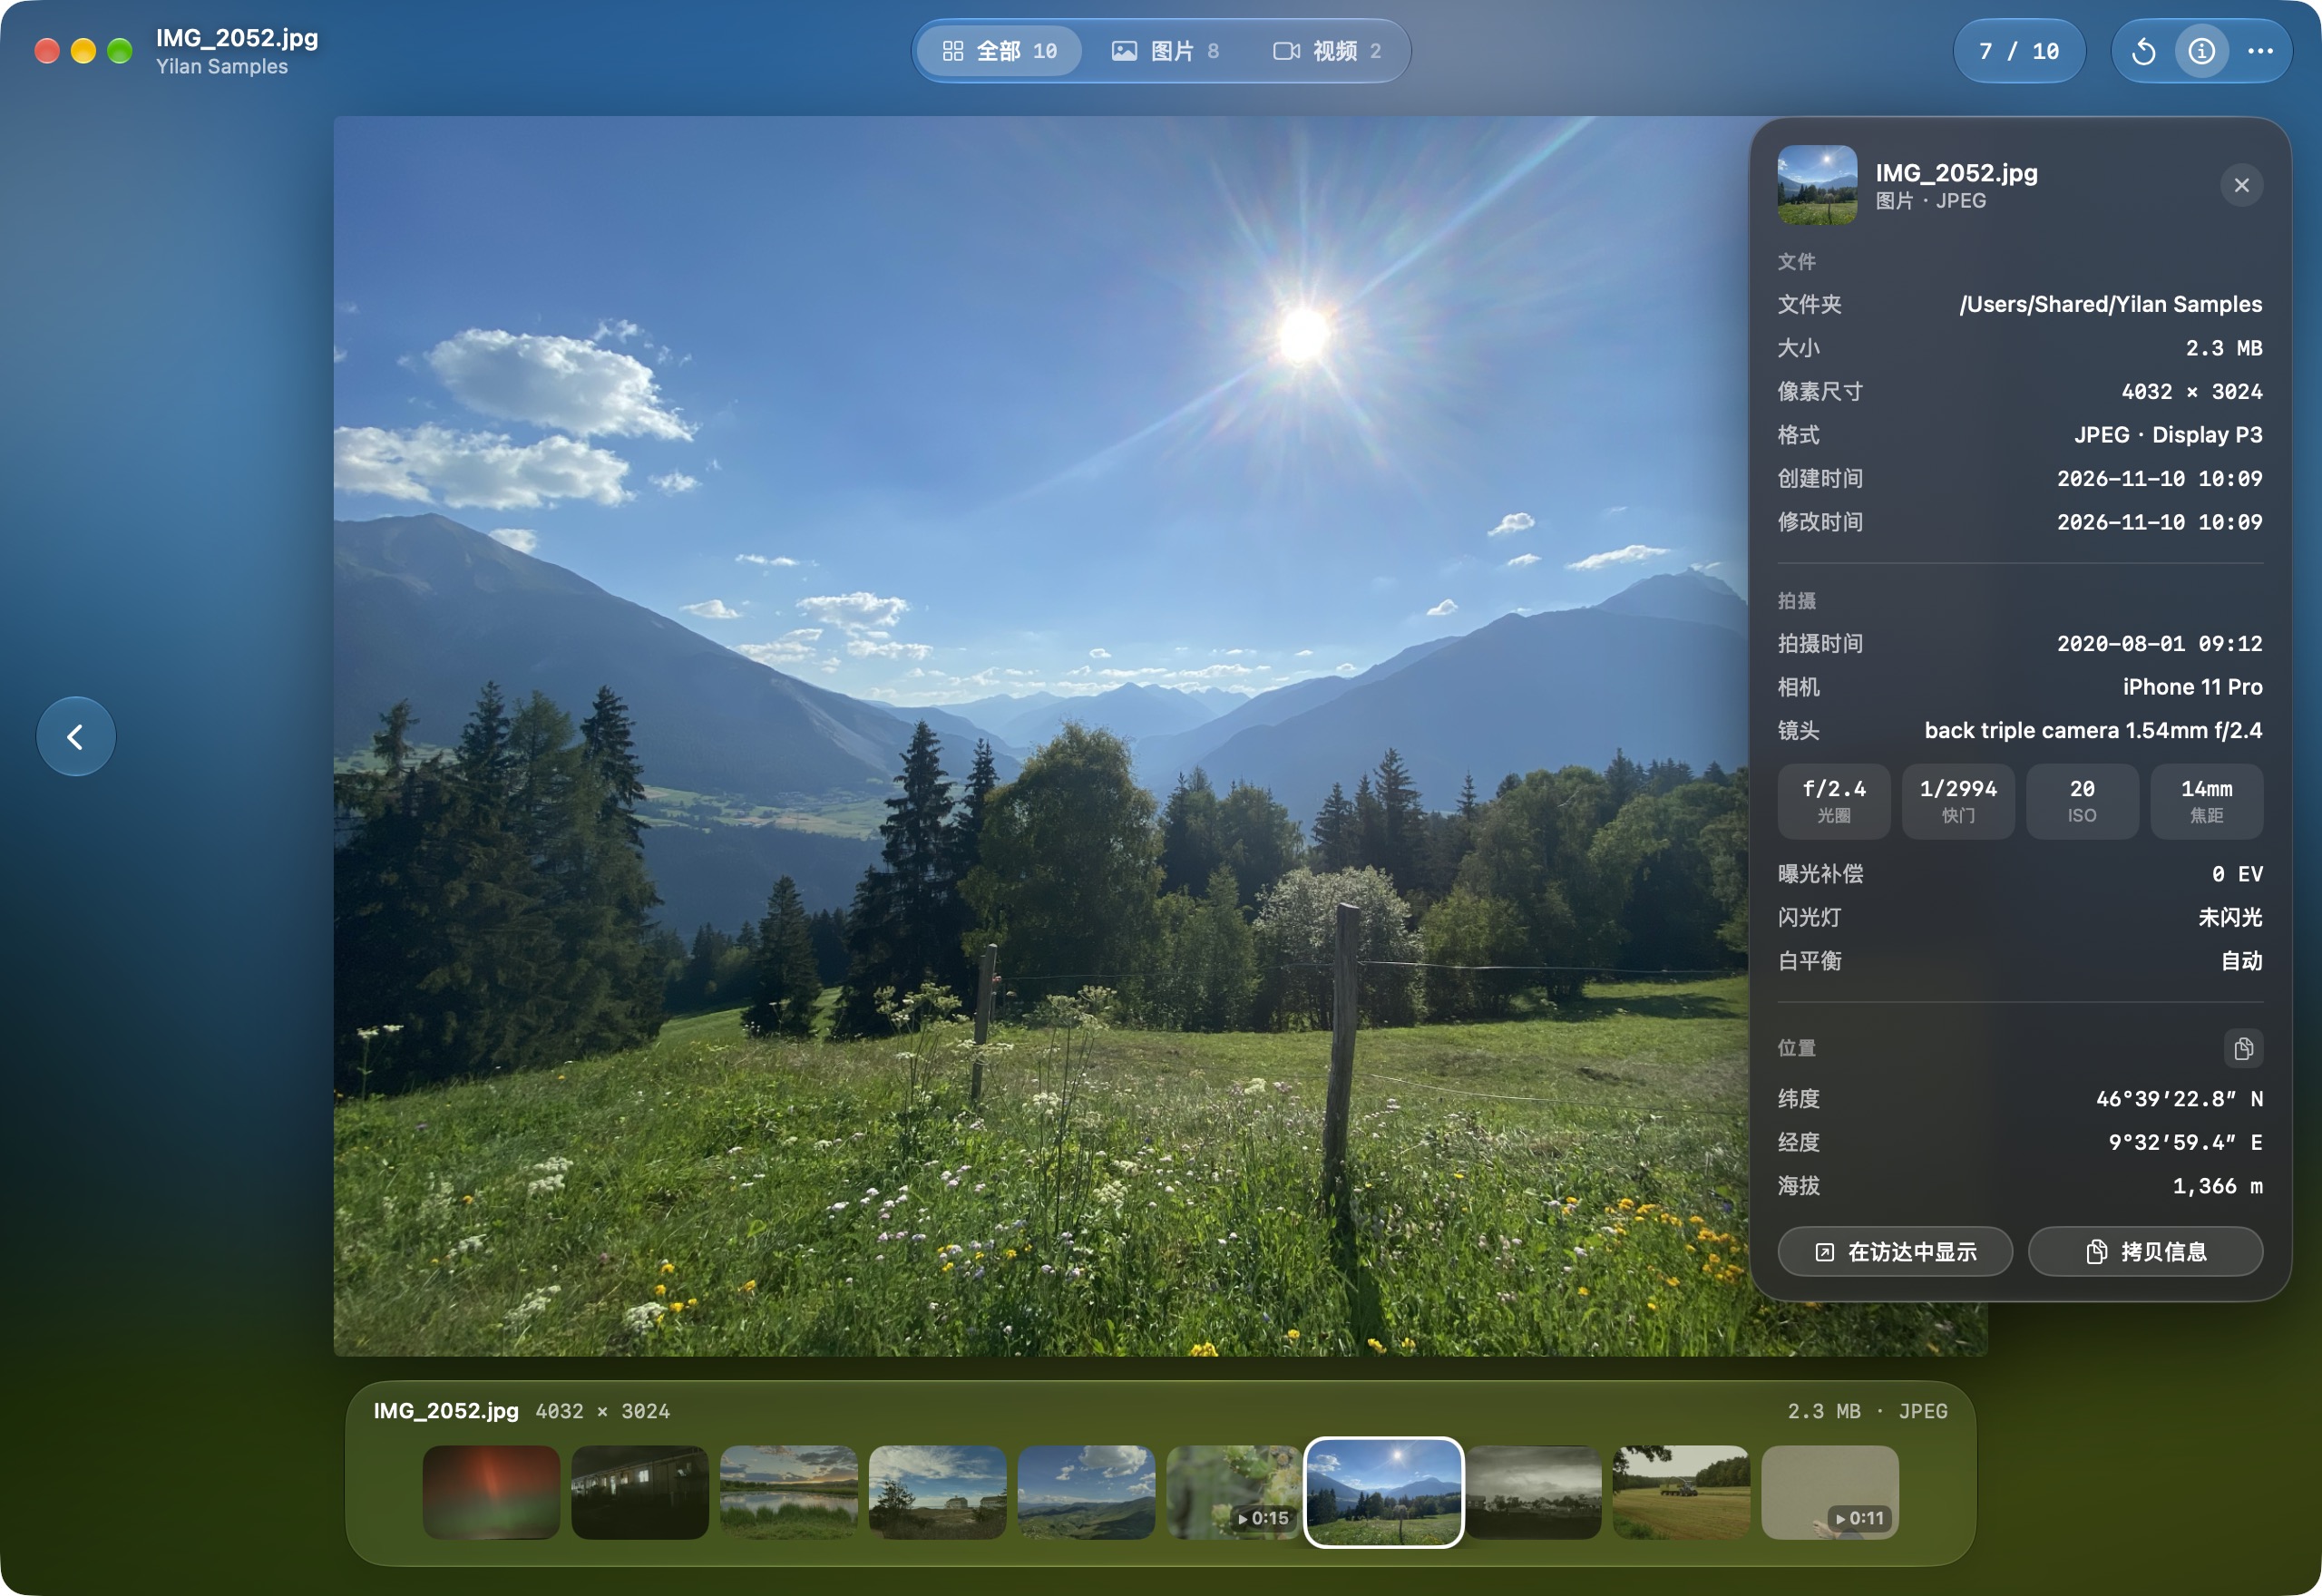 IMG_2052.jpg
Yilan Samples
全部 10
图片 8
视频 2
7 / 10
IMG_2052.jpg
图片 · JPEG
文件
文件夹 /Users/Shared/Yilan Samples
大小 2.3 MB
像素尺寸 4032 × 3024
格式 JPEG · Display P3
创建时间 2026-11-10 10:09
修改时间 2026-11-10 10:09
拍摄
拍摄时间 2020-08-01 09:12
相机 iPhone 11 Pro
镜头 back triple camera 1.54mm f/2.4
f/2.4 1/2994 20 14mm
光圈 快门 ISO 焦距
曝光补偿 0 EV
闪光灯 未闪光
白平衡 自动
位置
纬度 46°39′22.8″ N
经度 9°32′59.4″ E
海拔 1,366 m
在访达中显示 拷贝信息
IMG_2052.jpg 4032 × 3024 2.3 MB · JPEG
0:15 0:11